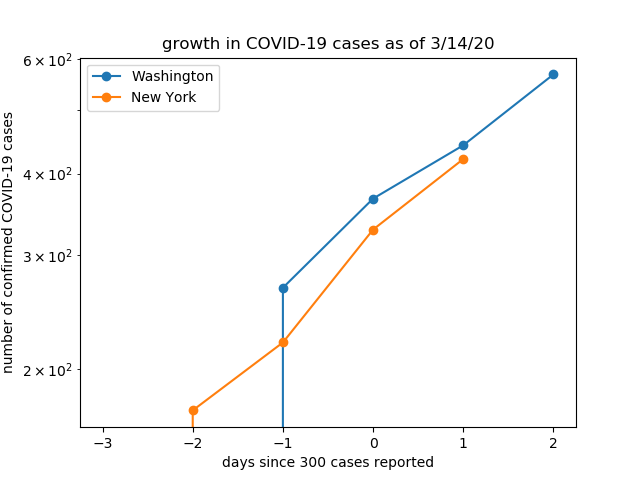 growth in COVID-19 cases as of 3/14/20
Washington
New York
number of confirmed COVID-19 cases
6 × 10²
4 × 10²
3 × 10²
2 × 10²
−3 −2 −1 0 1 2
days since 300 cases reported